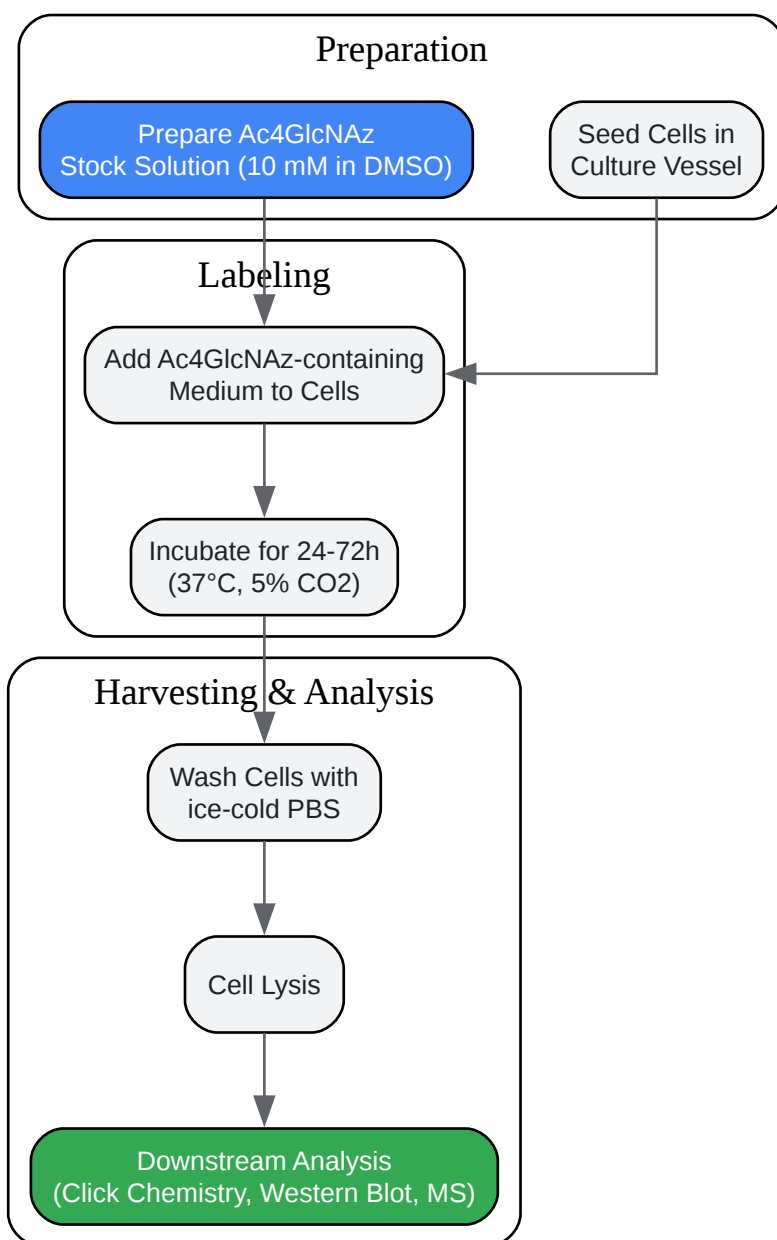 Preparation
Prepare Ac4GlcNAz
Stock Solution (10 mM in DMSO)
Seed Cells in
Culture Vessel
Labeling
Add Ac4GlcNAz-containing
Medium to Cells
Incubate for 24-72h
(37°C, 5% CO2)
Harvesting & Analysis
Wash Cells with
ice-cold PBS
Cell Lysis
Downstream Analysis
(Click Chemistry, Western Blot, MS)